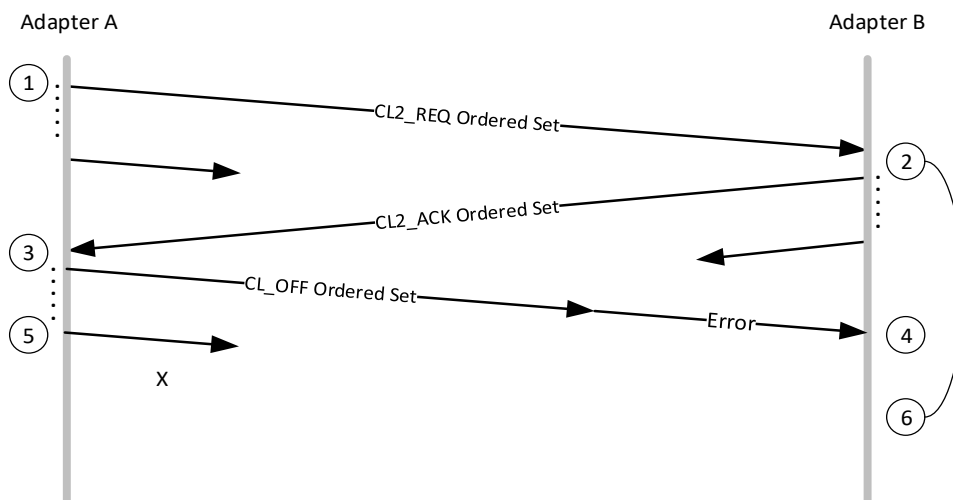 Adapter A
Adapter B
1
CL2_REQ Ordered Set
2
CL2_ACK Ordered Set
3
CL_OFF Ordered Set
Error
4
5
X
6